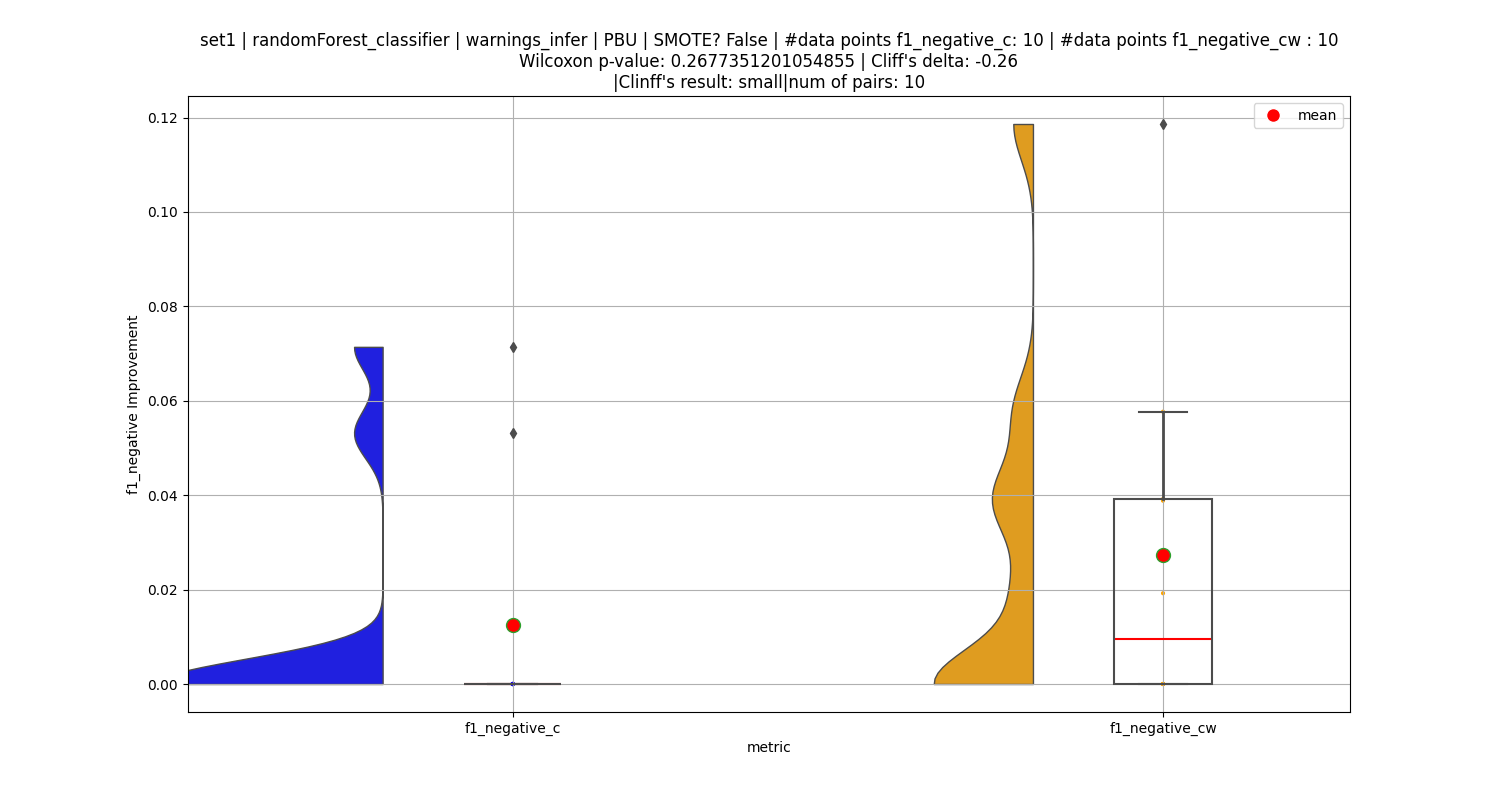 set1 | randomForest_classifier | warnings_infer | PBU | SMOTE? False | #data points f1_negative_c: 10 | #data points f1_negative_cw : 10
Wilcoxon p-value: 0.2677351201054855 | Cliff's delta: -0.26
|Clinff's result: small|num of pairs: 10
mean
0.12
0.10
0.08
0.06
0.04
0.02
0.00
f1_negative Improvement
f1_negative_c
f1_negative_cw
metric